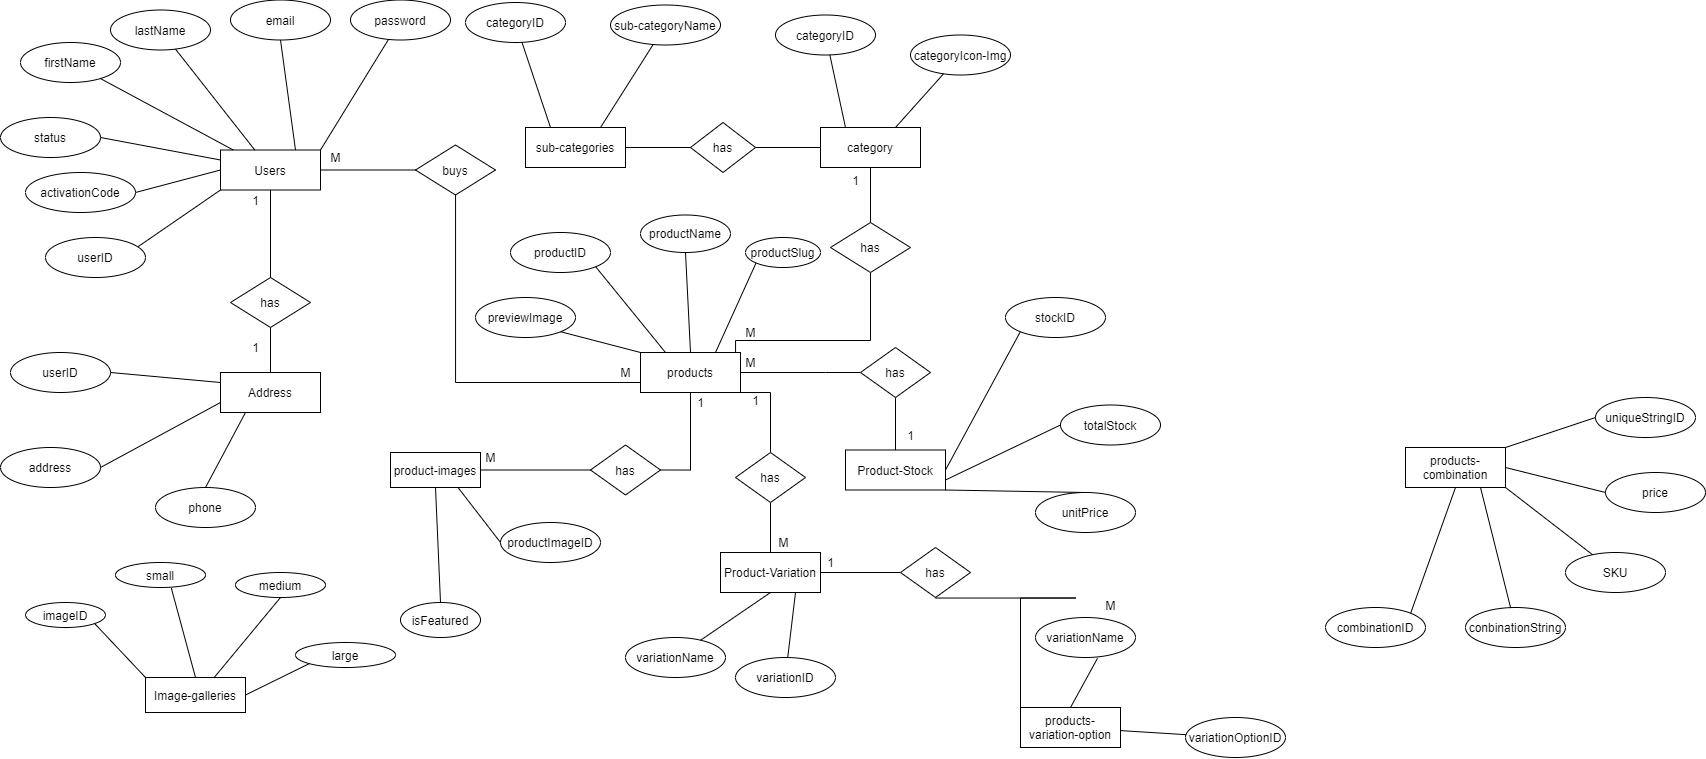 lastName
email
password
categoryID
sub-categoryName
categoryID
categoryIcon-Img
firstName
status
activationCode
userID
Users
M
buys
1
sub-categories
has
category
1
has
productID
productName
productSlug
previewImage
has
1
userID
Address
address
phone
M
M
products
M
has
1
1
stockID
totalStock
1
Product-Stock
unitPrice
product-images
M
has
has
productImageID
isFeatured
M
Product-Variation
1
has
M
variationName
variationID
variationName
products-
variation-option
variationOptionID
imageID
small
medium
large
Image-galleries
uniqueStringID
products-
combination
price
SKU
combinationID
conbinationString